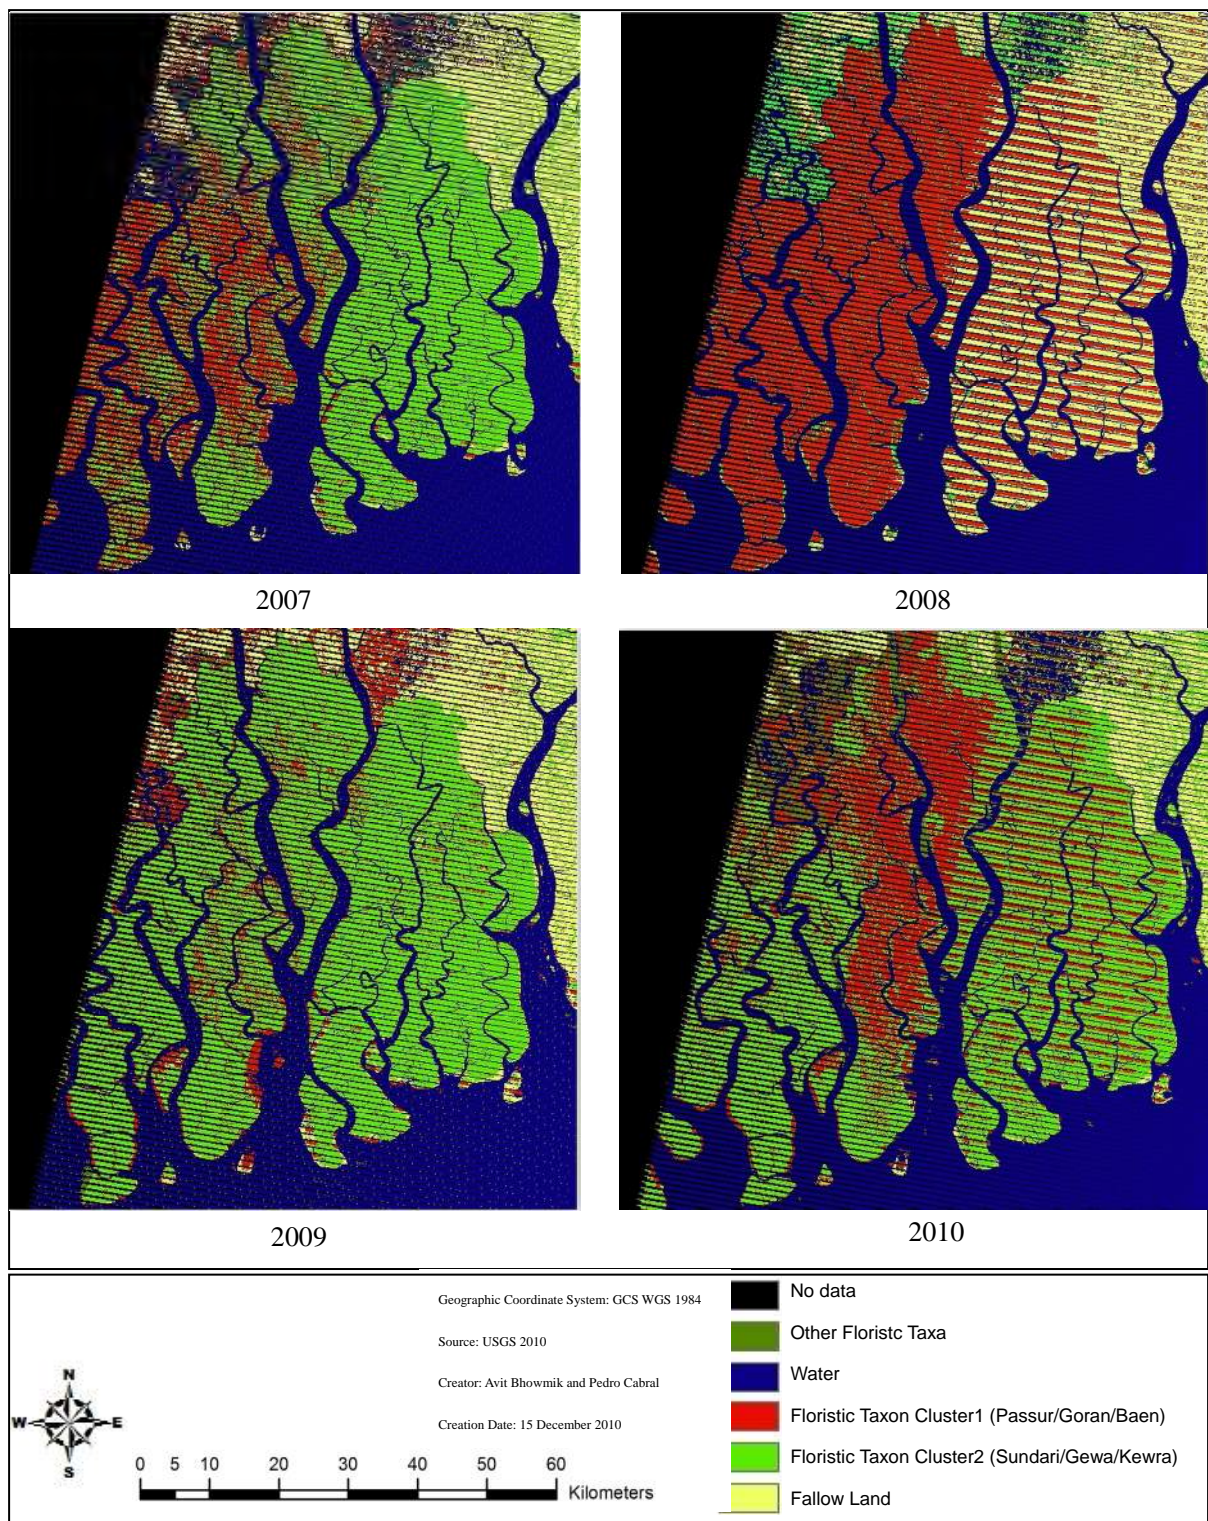 2007
2008
2009
2010
Geographic Coordinate System: GCS WGS 1984
Source: USGS 2010
Creator: Avit Bhowmik and Pedro Cabral
Creation Date: 15 December 2010
N
W E
S
0 5 10 20 30 40 50 60
Kilometers
No data
Other Floristc Taxa
Water
Floristic Taxon Cluster1 (Passur/Goran/Baen)
Floristic Taxon Cluster2 (Sundari/Gewa/Kewra)
Fallow Land